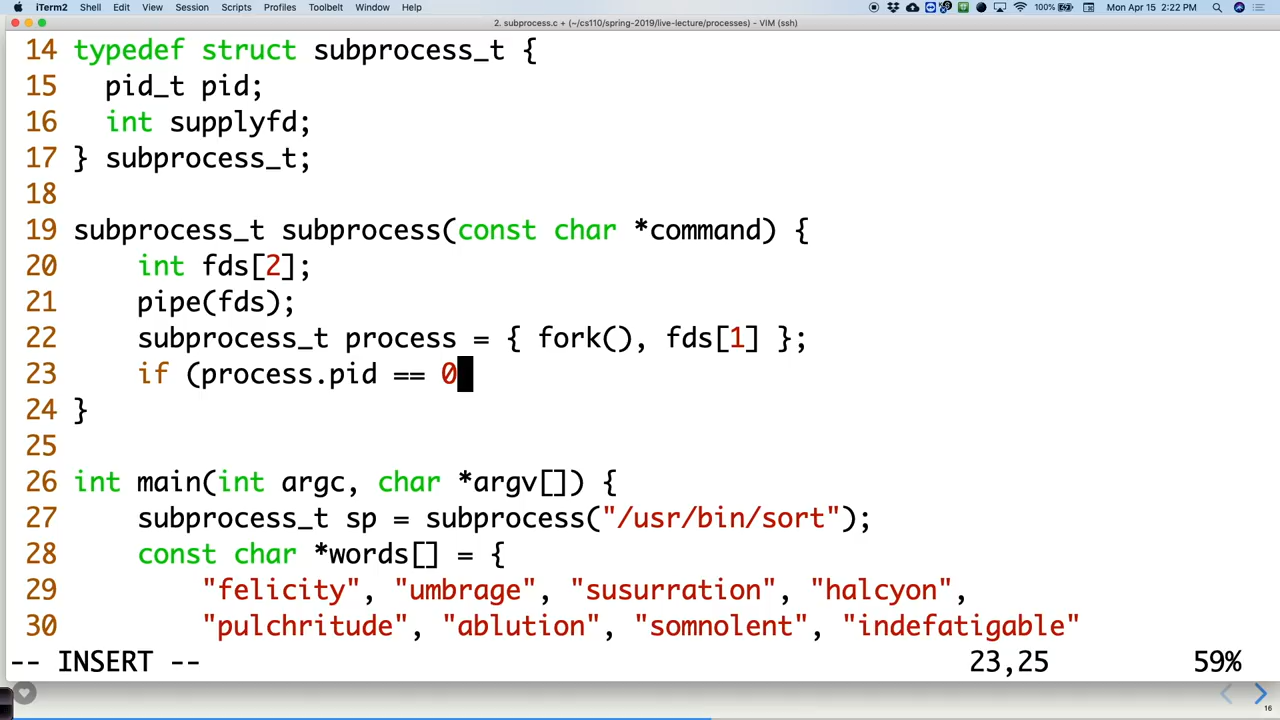 iTerm2 Shell Edit View Session Scripts Profiles Toolbelt Window Help 100% Mon Apr 15 2:22 PM
2. subprocess.c + (~/cs110/spring-2019/live-lecture/processes) - VIM (ssh)
14 typedef struct subprocess_t {
15 pid_t pid;
16 int supplyfd;
17 } subprocess_t;
18
19 subprocess_t subprocess(const char *command) {
20 int fds[2];
21 pipe(fds);
22 subprocess_t process = { fork(), fds[1] };
23 if (process.pid == 0
24 }
25
26 int main(int argc, char *argv[]) {
27 subprocess_t sp = subprocess("/usr/bin/sort");
28 const char *words[] = {
29 "felicity", "umbrage", "susurration", "halcyon",
30 "pulchritude", "ablution", "somnolent", "indefatigable"
-- INSERT -- 23,25 59%
16